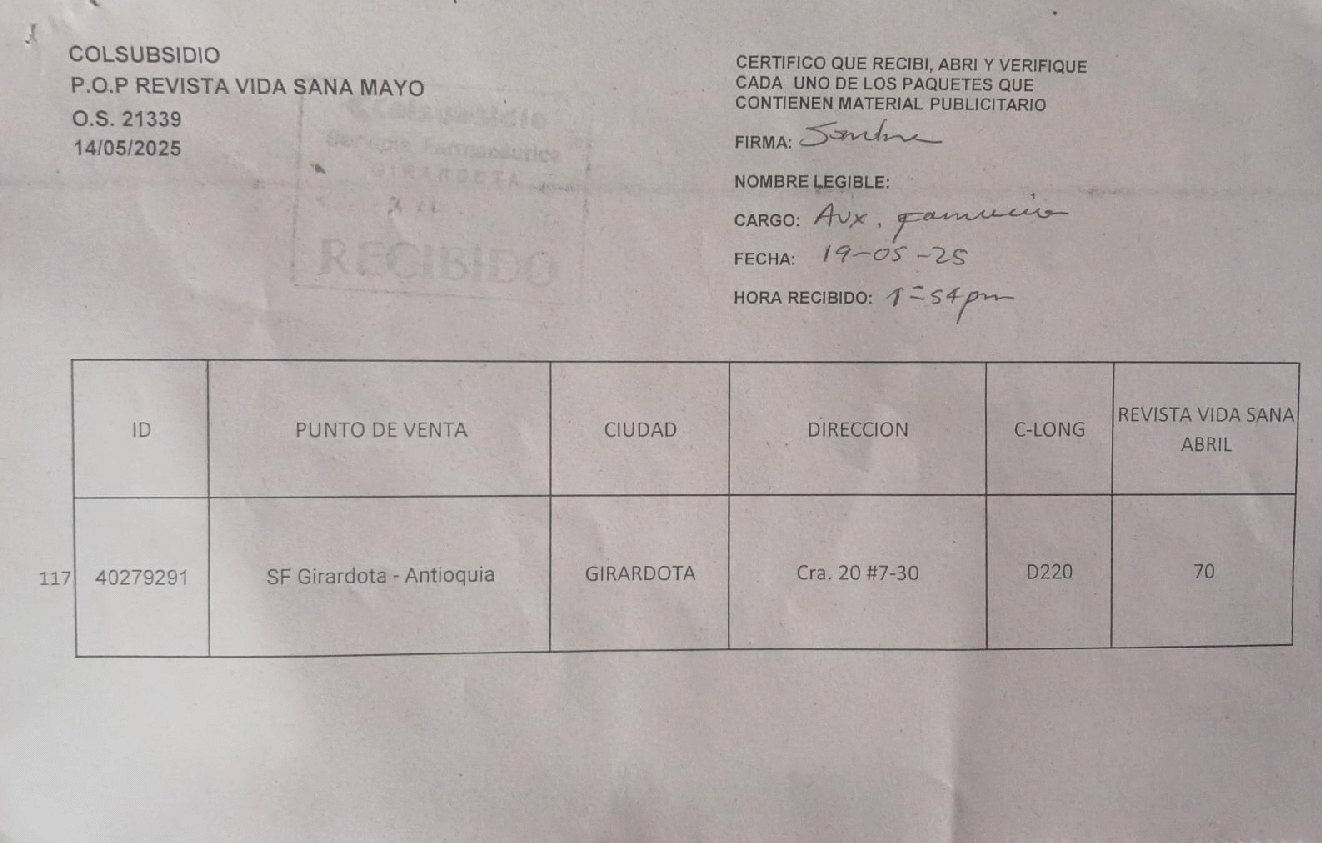 COLSUBSIDIO
P.O.P REVISTA VIDA SANA MAYO
O.S. 21339
14/05/2025
Colsubsidio
Servicio Farmacéutico
GIRARDOTA
RECIBIDO
CERTIFICO QUE RECIBI, ABRI Y VERIFIQUE
CADA UNO DE LOS PAQUETES QUE
CONTIENEN MATERIAL PUBLICITARIO
FIRMA:
NOMBRE LEGIBLE:
CARGO: Aux.
FECHA: 19-05-25
HORA RECIBIDO: 1=54pm
ID PUNTO DE VENTA CIUDAD DIRECCION C-LONG REVISTA VIDA SANA
ABRIL
117 40279291 SF Girardota - Antioquia GIRARDOTA Cra. 20 #7-30 D220 70